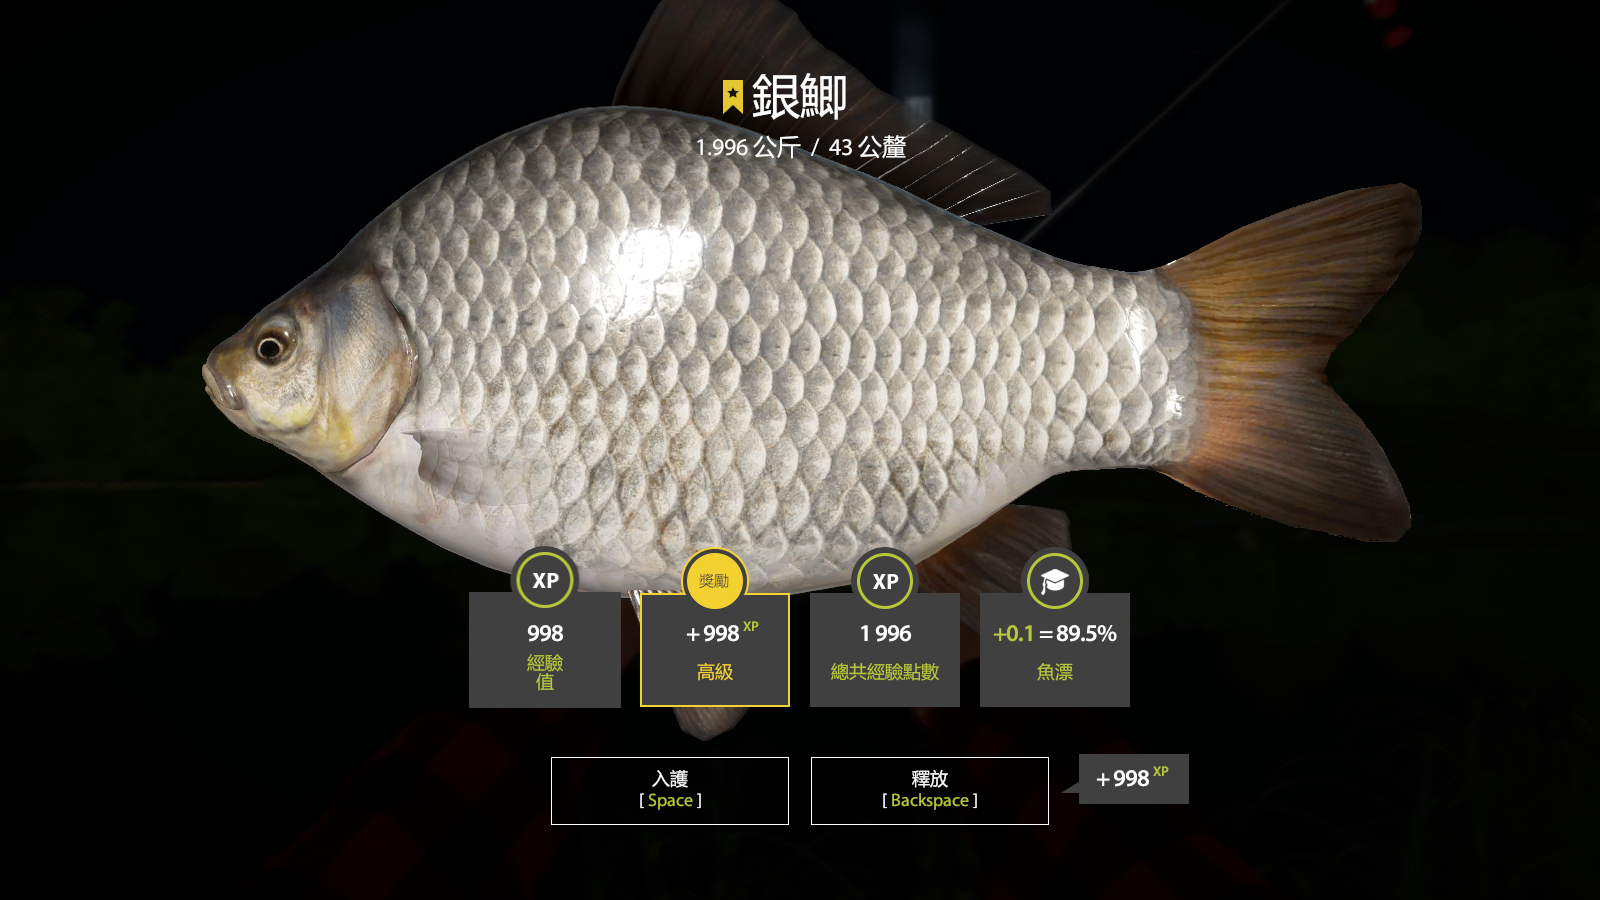 銀鯽
1.996 公斤 / 43 公釐
XP
獎勵
XP
998
+998 XP
1 996
+0.1 = 89.5%
經驗
值
高級
總共經驗點數
魚漂
入護
[ Space ]
釋放
[ Backspace ]
+998 XP